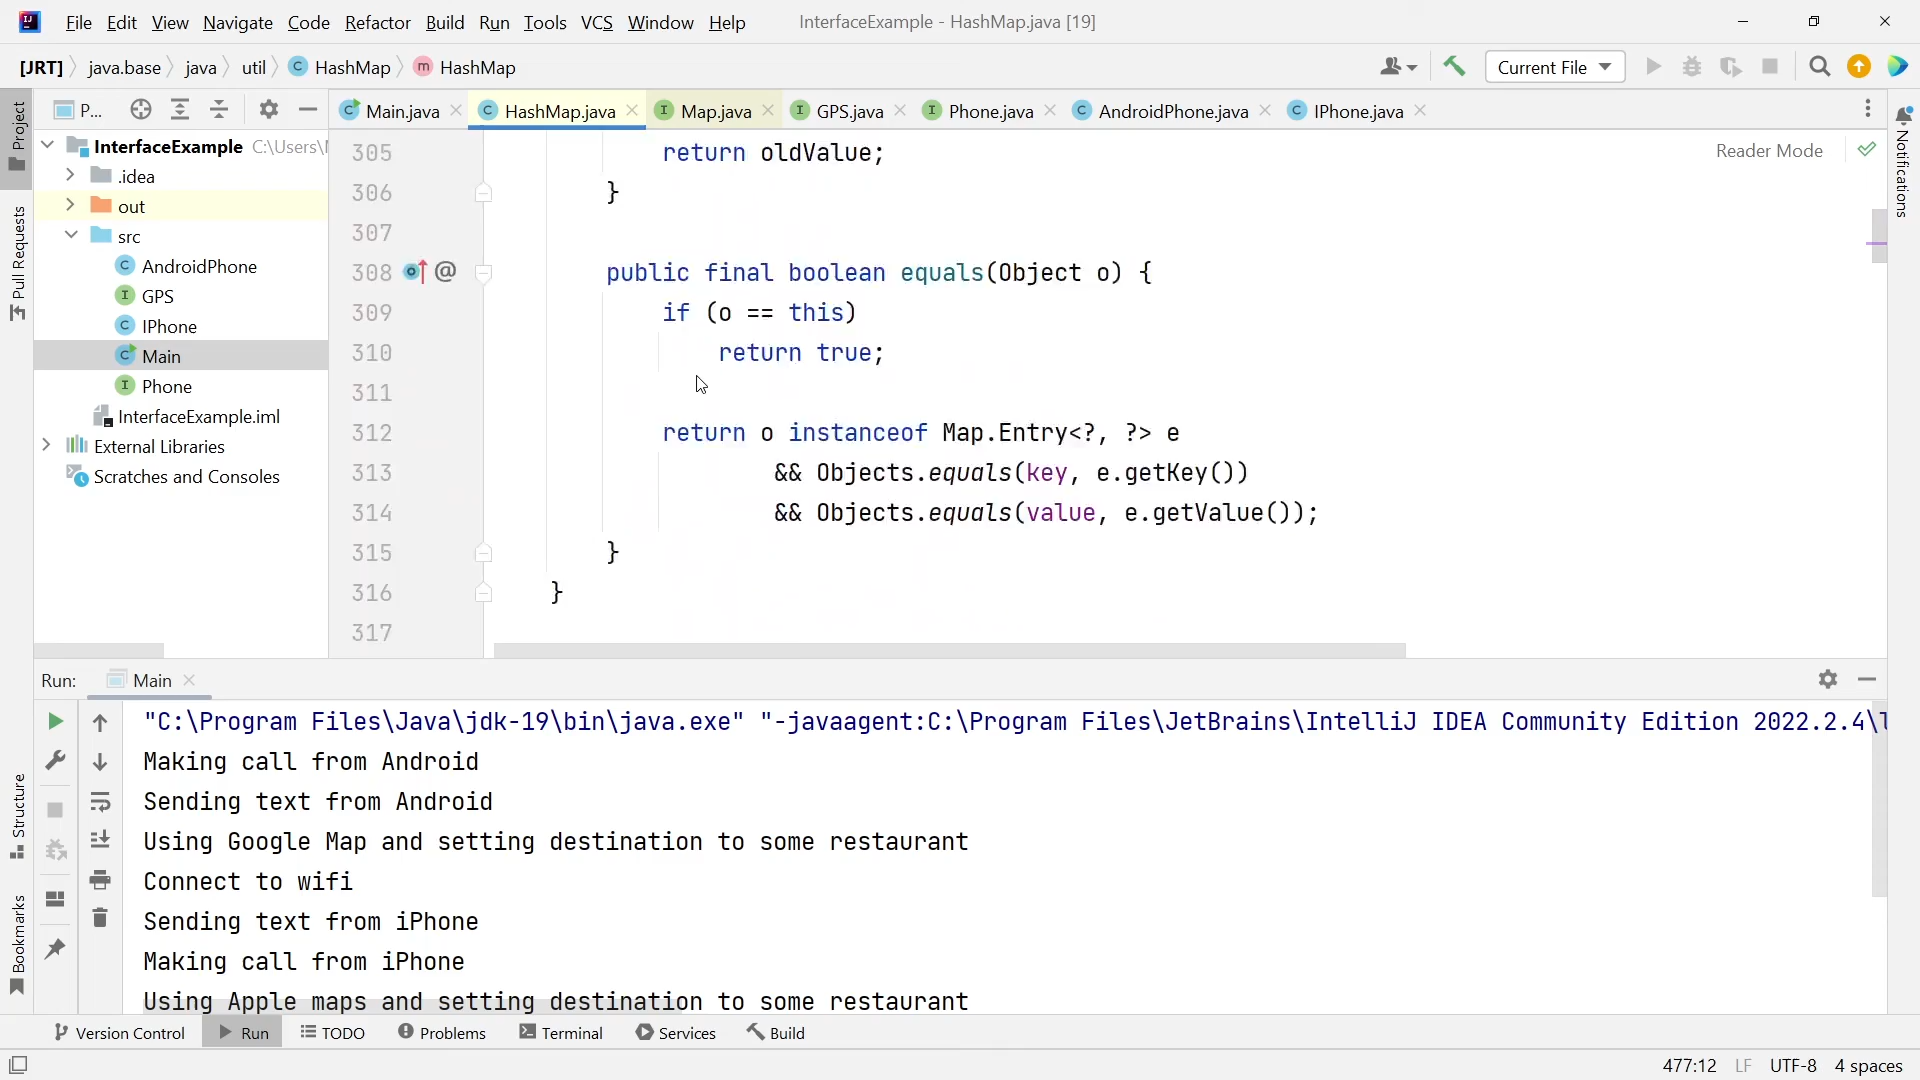 File Edit View Navigate Code Refactor Build Run Tools VCS Window Help InterfaceExample - HashMap.java [19]
[JRT] java.base java util C HashMap m HashMap Current File
P... Main.java HashMap.java Map.java GPS.java Phone.java AndroidPhone.java IPhone.java
Project
Pull Requests
Structure
Bookmarks
Notifications
InterfaceExample C:\Users\
.idea
out
src
AndroidPhone
GPS
IPhone
Main
Phone
InterfaceExample.iml
External Libraries
Scratches and Consoles
Reader Mode
305 return oldValue;
306 }
307
308 @ public final boolean equals(Object o) {
309 if (o == this)
310 return true;
311
312 return o instanceof Map.Entry<?, ?> e
313 && Objects.equals(key, e.getKey())
314 && Objects.equals(value, e.getValue());
315 }
316 }
317
Run: Main
"C:\Program Files\Java\jdk-19\bin\java.exe" "-javaagent:C:\Program Files\JetBrains\IntelliJ IDEA Community Edition 2022.2.4\
Making call from Android
Sending text from Android
Using Google Map and setting destination to some restaurant
Connect to wifi
Sending text from iPhone
Making call from iPhone
Using Apple maps and setting destination to some restaurant
Version Control Run TODO Problems Terminal Services Build
477:12 LF UTF-8 4 spaces